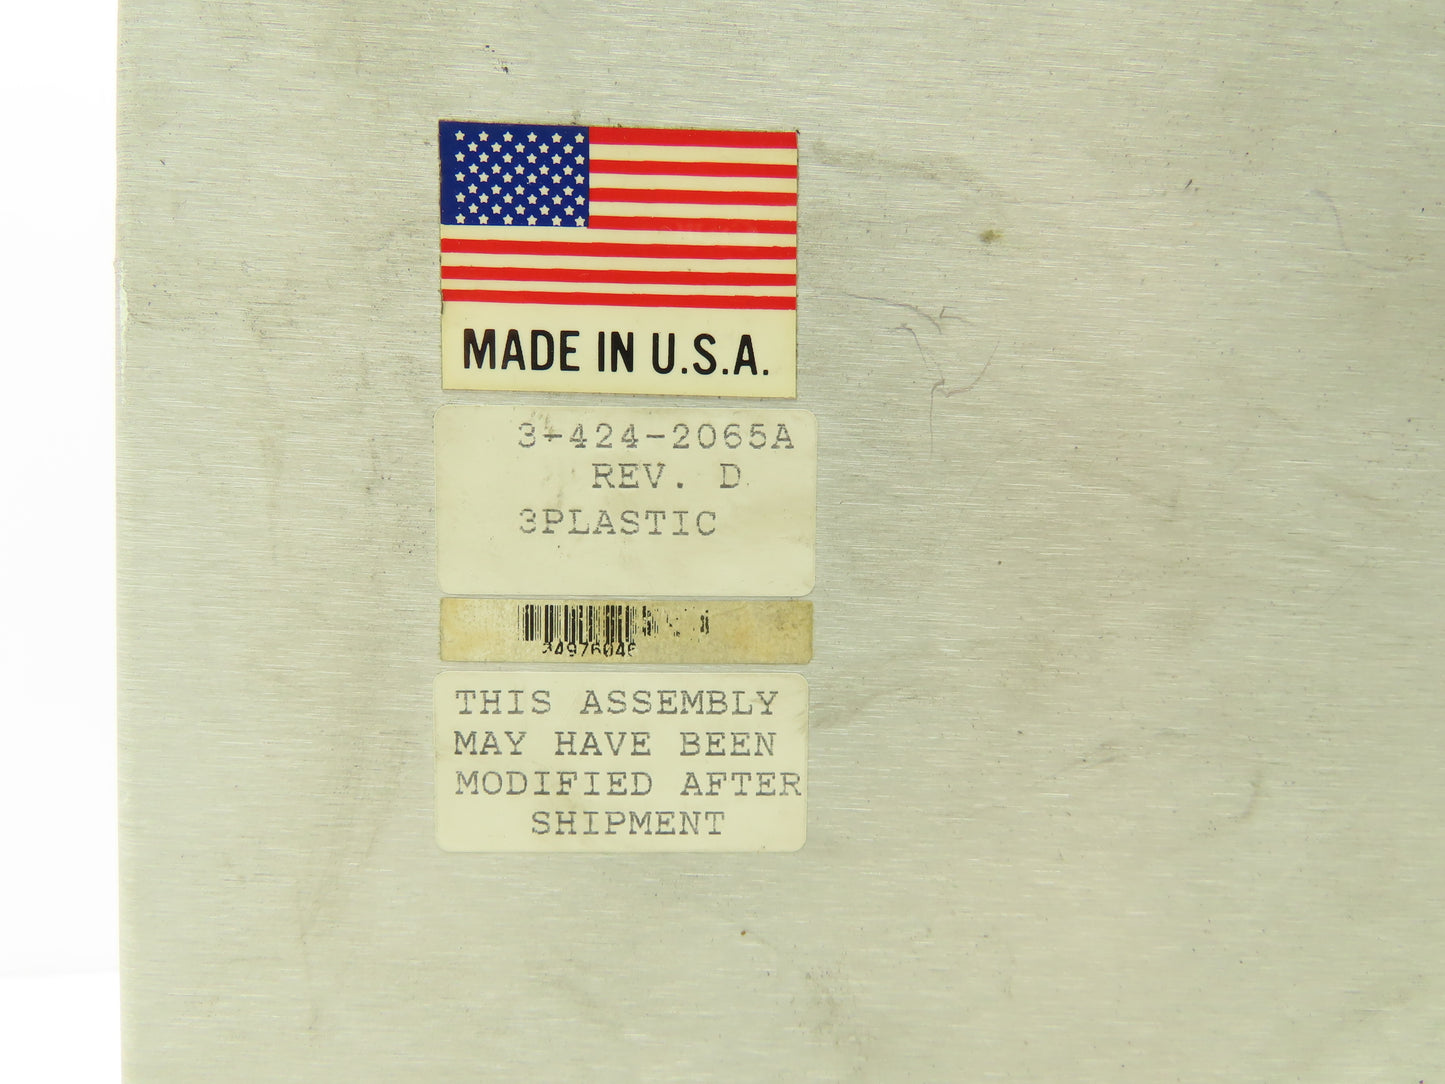 MADE IN U.S.A.
3-424-2065A
REV. D
3PLASTIC
THIS ASSEMBLY
MAY HAVE BEEN
MODIFIED AFTER
SHIPMENT